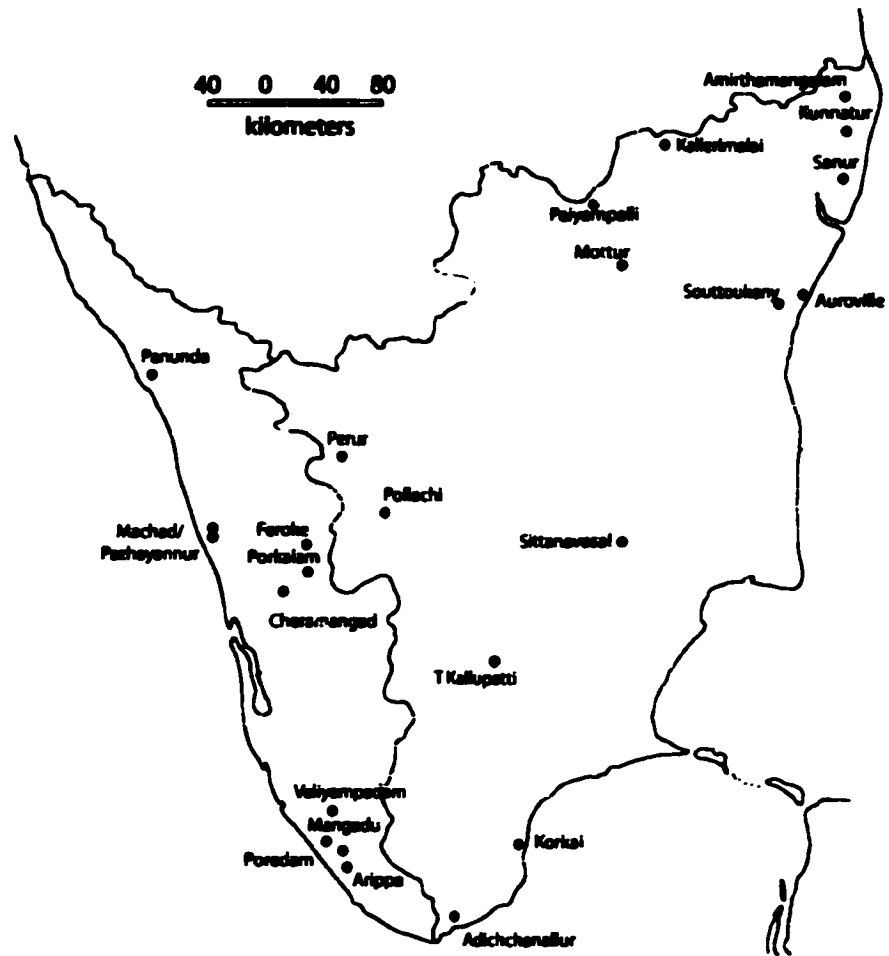 40 0 40 80
kilometers
Amirthamangalam
Kunnatur
Kallerimalai
Sanur
Paiyampalli
Mottur
Souttoukeny
Auroville
Panunda
Perur
Pollachi
Machad/
Pazhayannur
Feroke
Porkalam
Sittanavasal
Cheramangad
T Kallupatti
Valiyampadam
Mangadu
Poredam
Arippa
Korkai
Adichchanallur